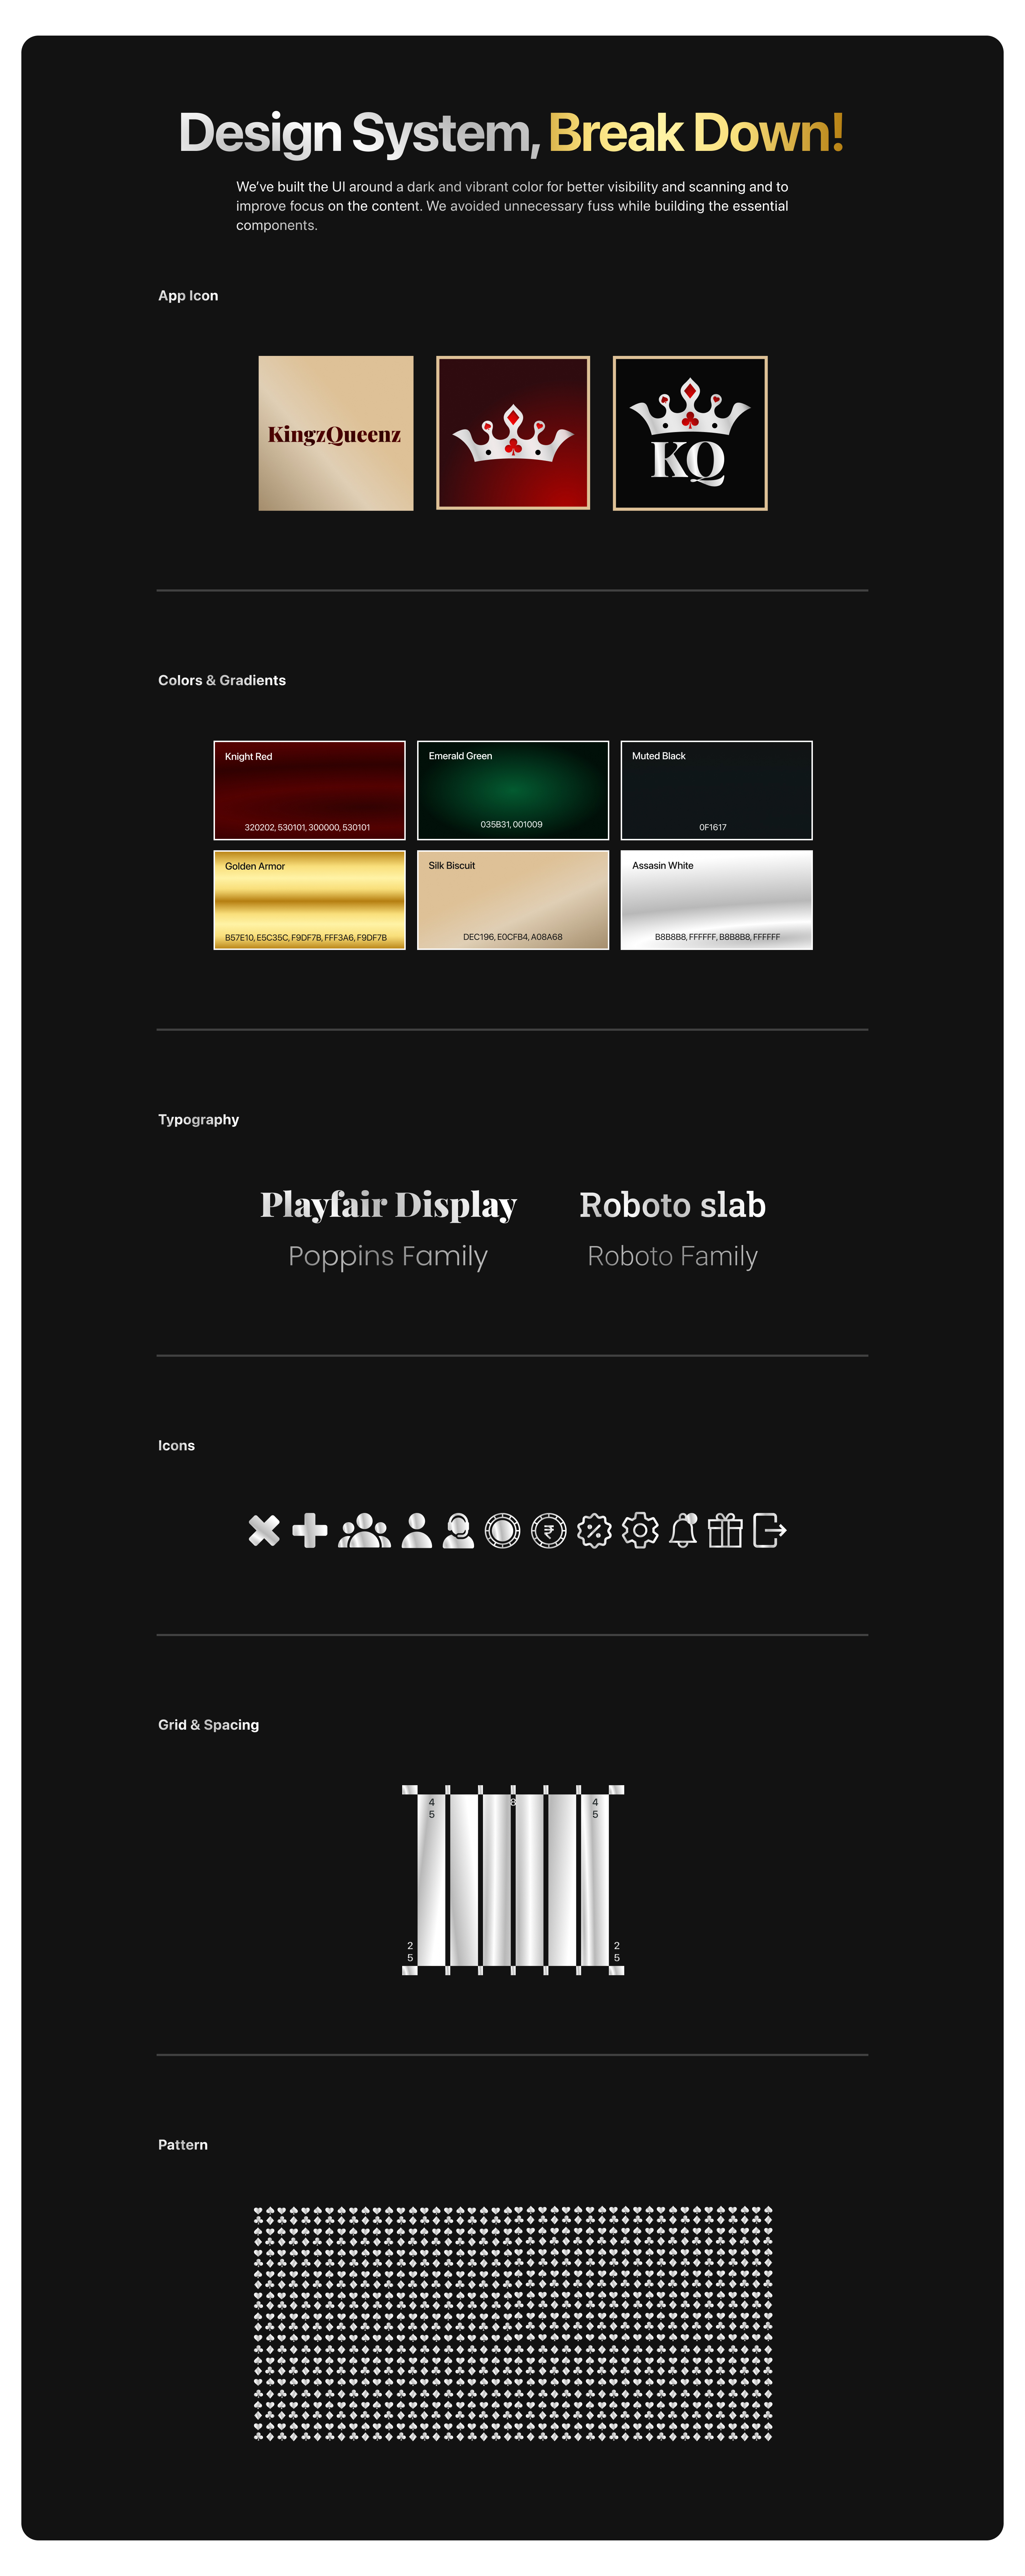 Design System, Break Down!
We've built the UI around a dark and vibrant color for better visibility and scanning and to
improve focus on the content. We avoided unnecessary fuss while building the essential
components.
App Icon
KingzQueenz
KQ
Colors & Gradients
Knight Red
320202, 530101, 300000, 530101
Emerald Green
035B31, 001009
Muted Black
0F1617
Golden Armor
B57E10, E5C35C, F9DF7B, FFF3A6, F9DF7B
Silk Biscuit
DEC196, E0CFB4, A08A68
Assasin White
B8B8B8, FFFFFF, B8B8B8, FFFFFF
Typography
Playfair Display
Roboto slab
Poppins Family
Roboto Family
Icons
₹
%
Grid & Spacing
4
5
8
4
5
2
5
2
5
Pattern